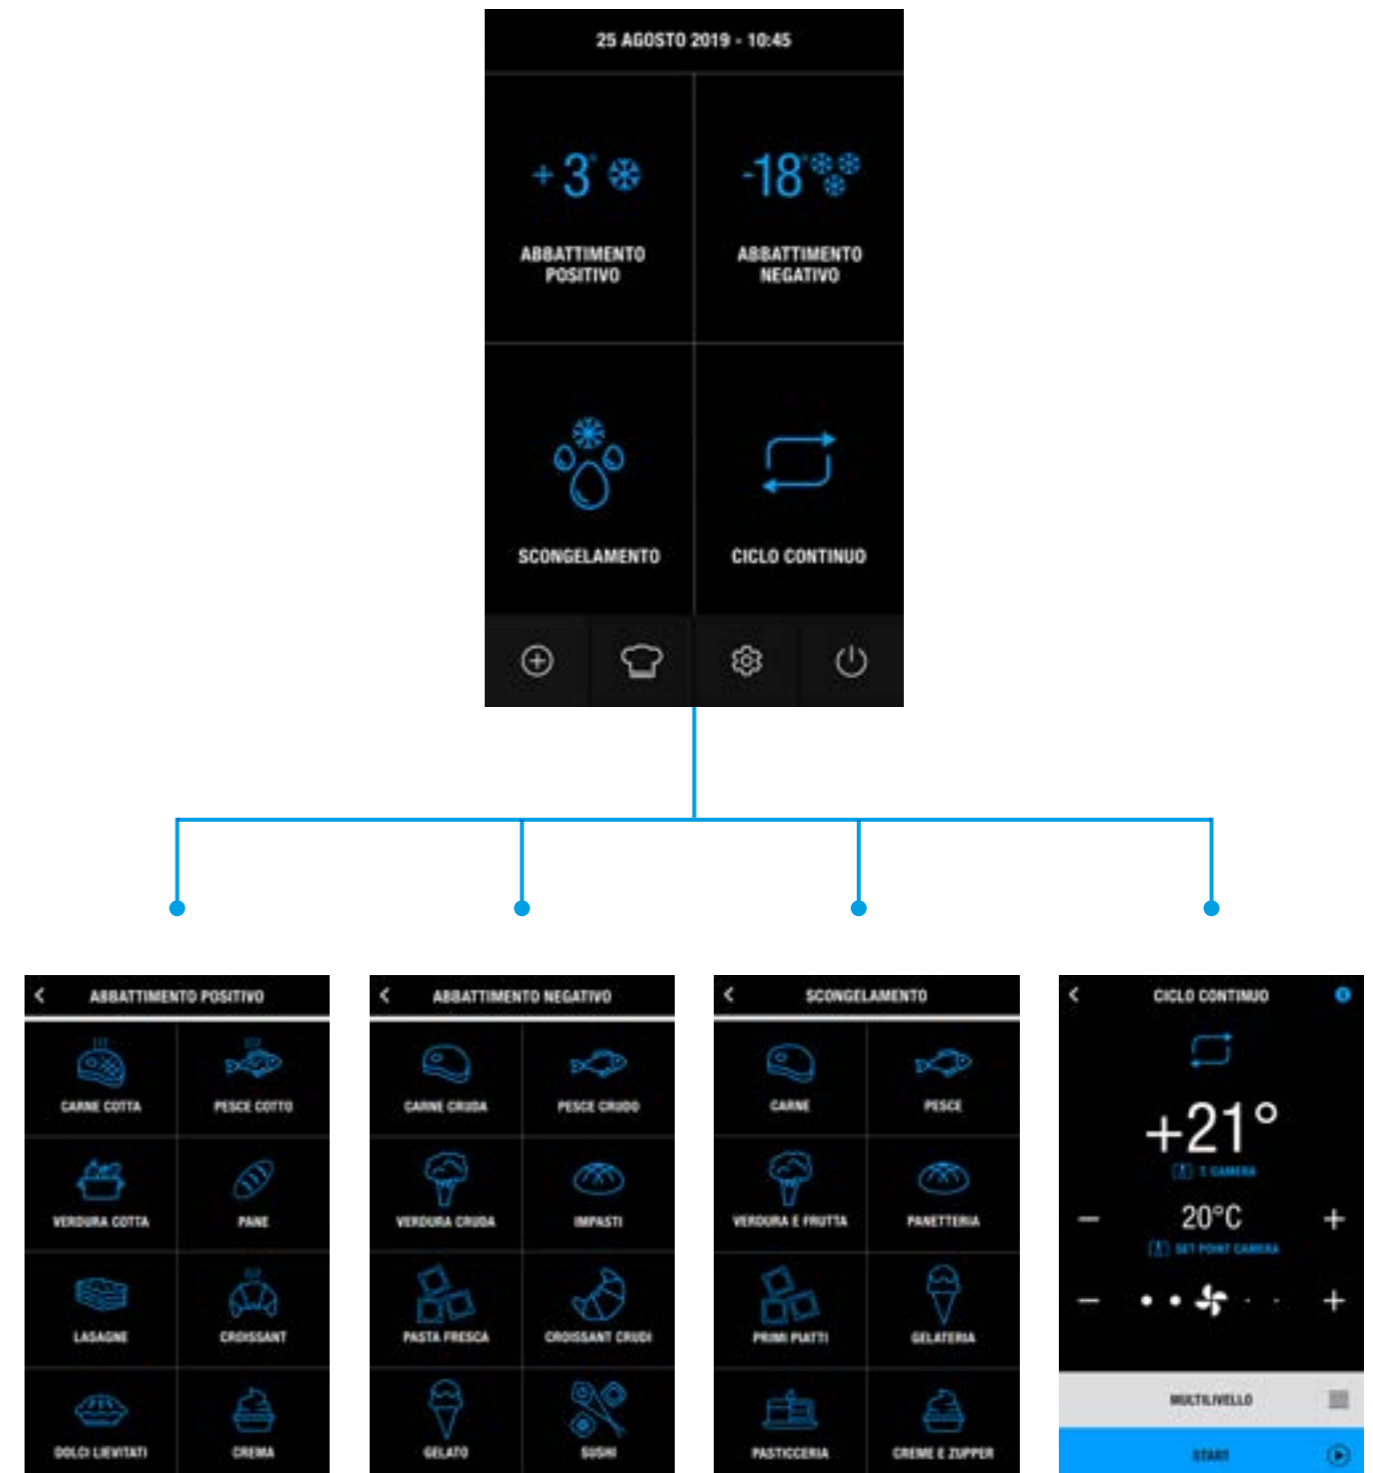 25 AGOSTO 2019 - 10:45
+3°
-18°
ABBATTIMENTO
POSITIVO
ABBATTIMENTO
NEGATIVO
SCONGELAMENTO
CICLO CONTINUO
ABBATTIMENTO POSITIVO
CARNE COTTA
PESCE COTTO
VERDURA COTTA
PANE
LASAGNE
CROISSANT
DOLCI LIEVITATI
CREMA
ABBATTIMENTO NEGATIVO
CARNE CRUDA
PESCE CRUDO
VERDURA CRUDA
IMPASTI
PASTA FRESCA
CROISSANT CRUDI
GELATO
SUSHI
SCONGELAMENTO
CARNE
PESCE
VERDURA E FRUTTA
PANETTERIA
PRIMI PIATTI
GELATERIA
PASTICCERIA
CREME E ZUPPER
CICLO CONTINUO
+21°
T. CAMERA
20°C
SET POINT CAMERA
MULTILIVELLO
START